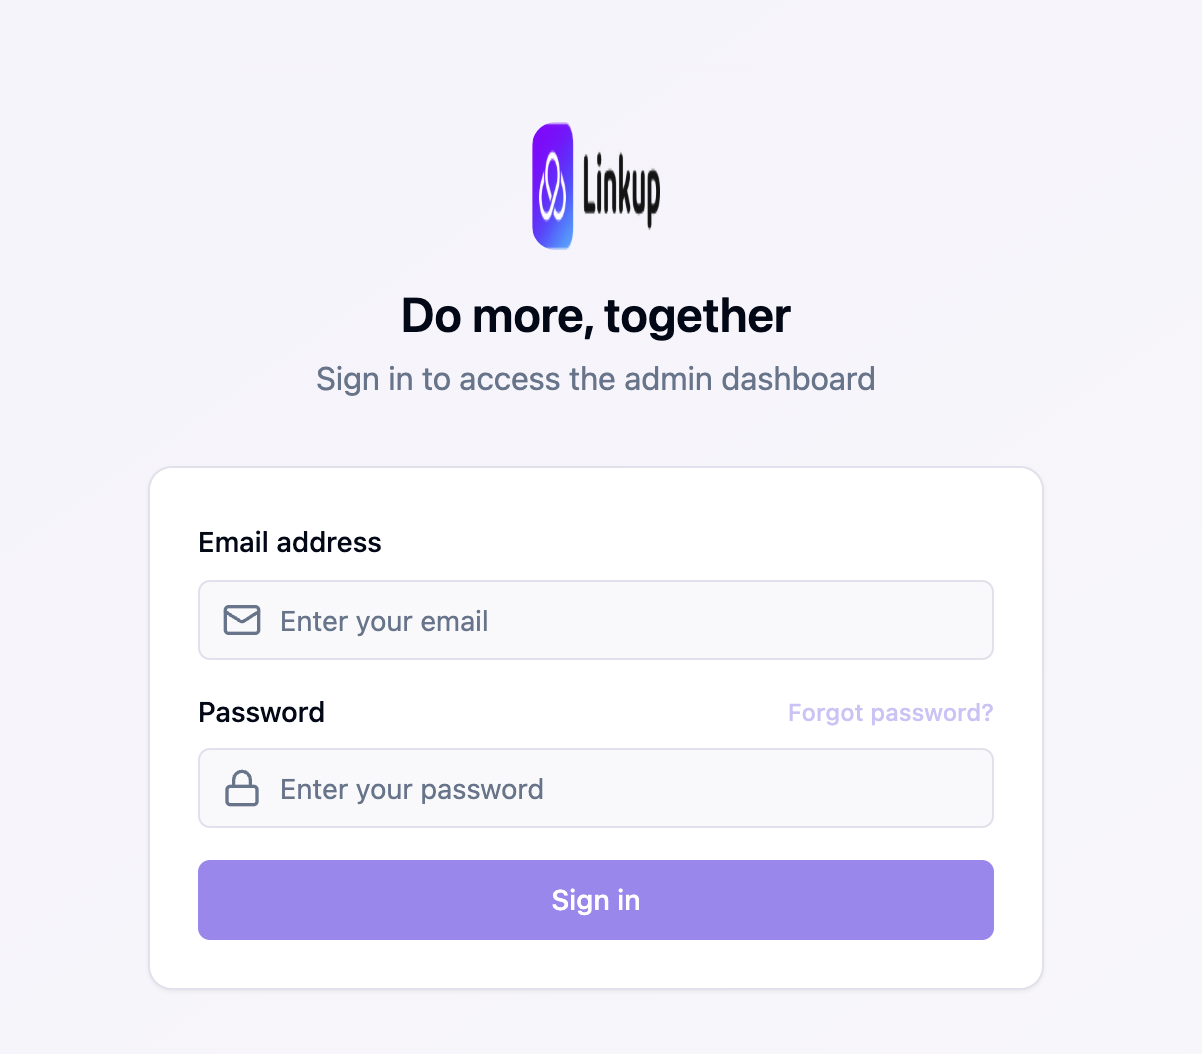 Linkup
Do more, together
Sign in to access the admin dashboard
Email address
Enter your email
Password
Forgot password?
Enter your password
Sign in